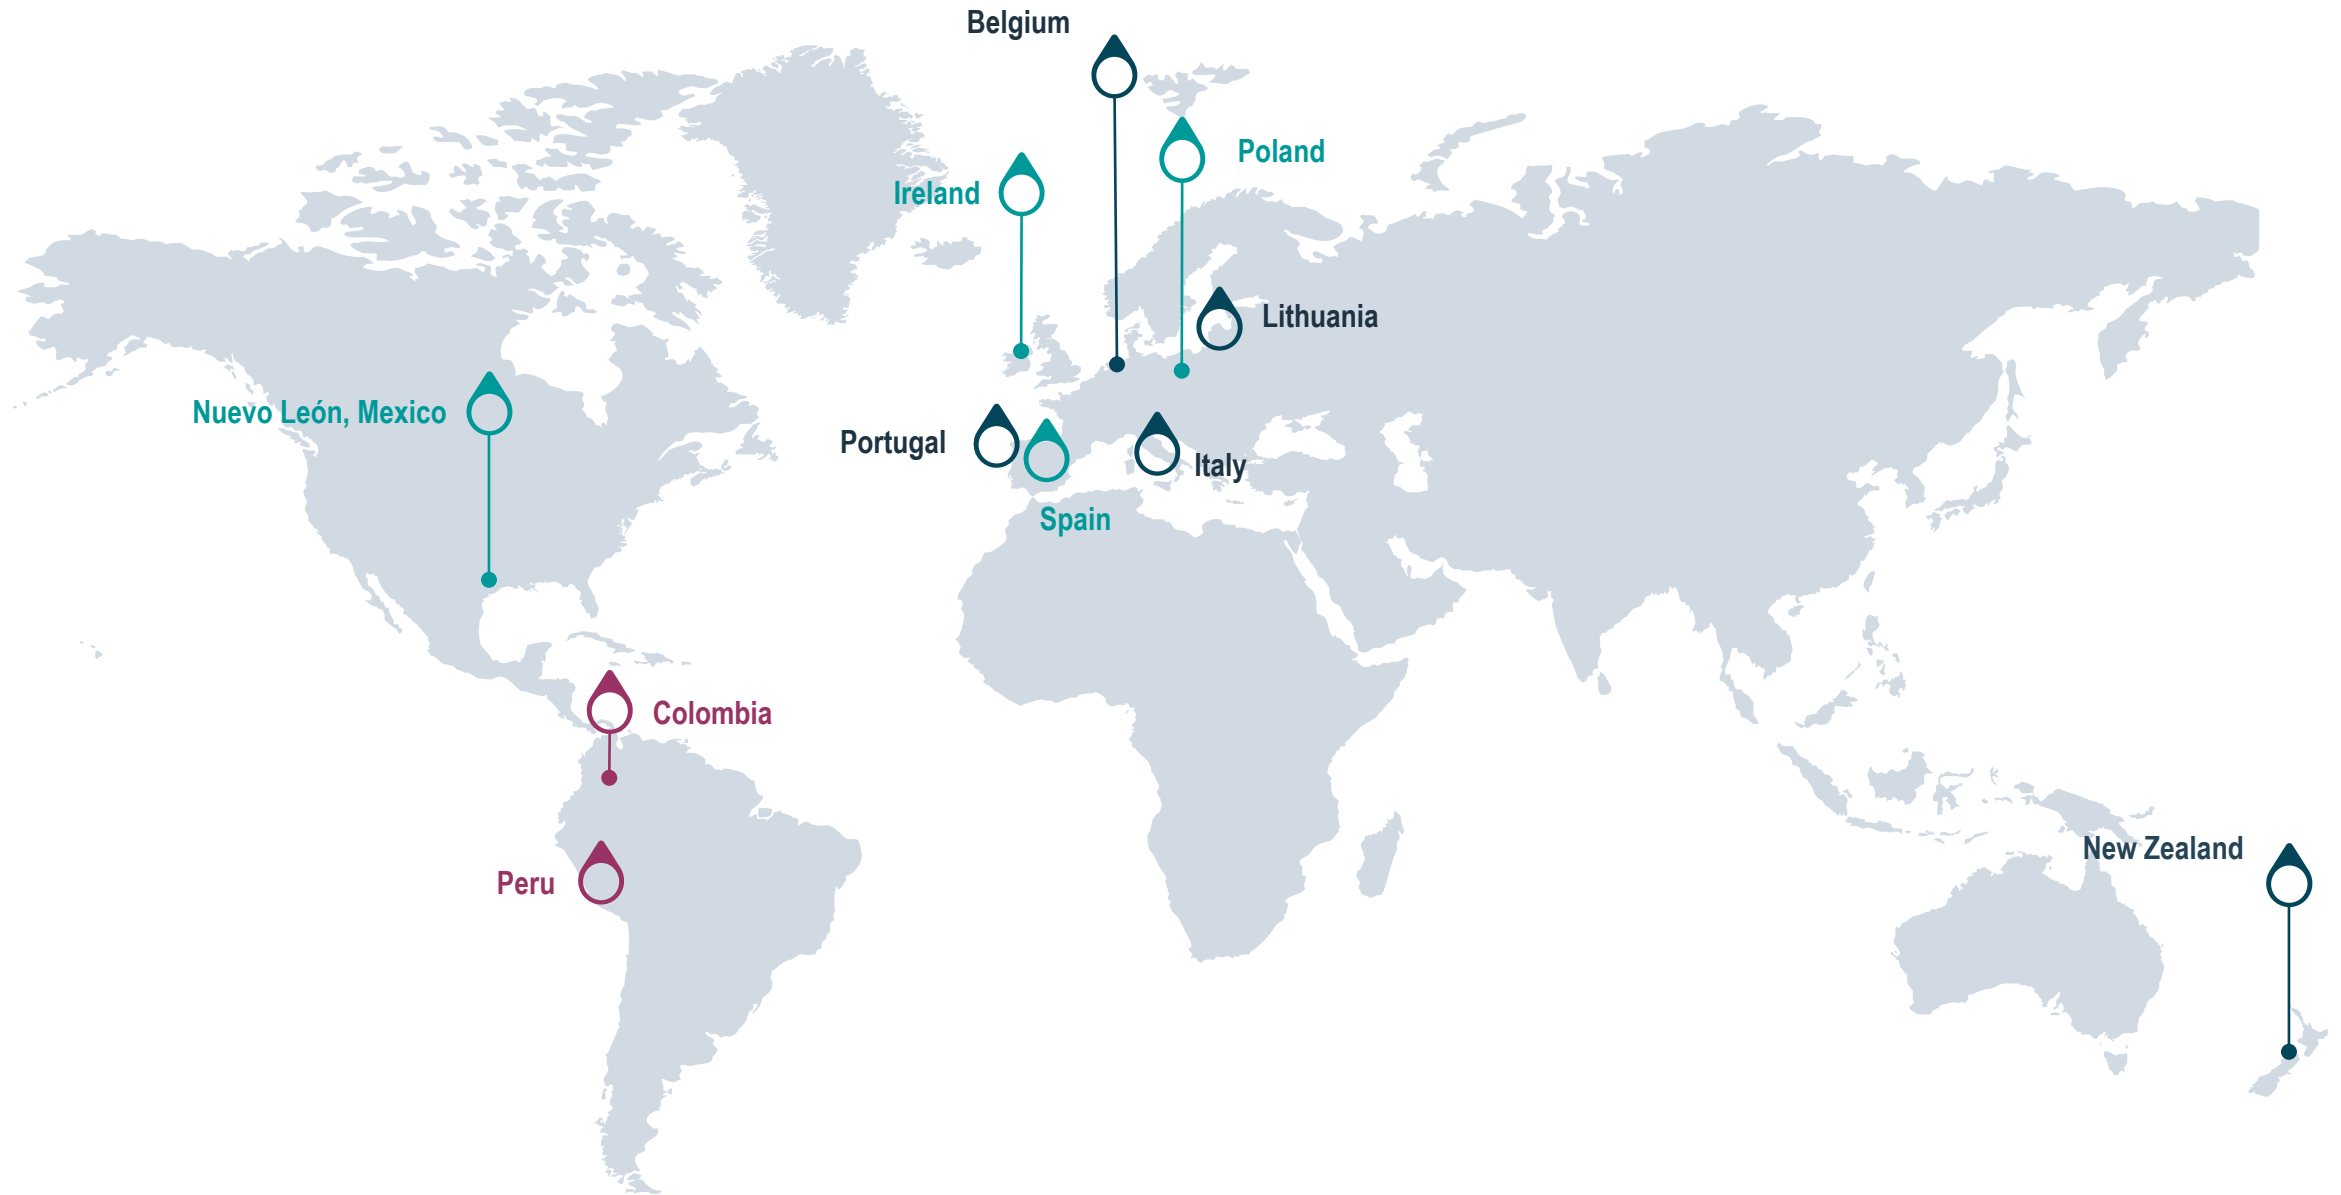 Belgium
Poland
Ireland
Lithuania
Nuevo León, Mexico
Portugal
Italy
Spain
Colombia
Peru
New Zealand